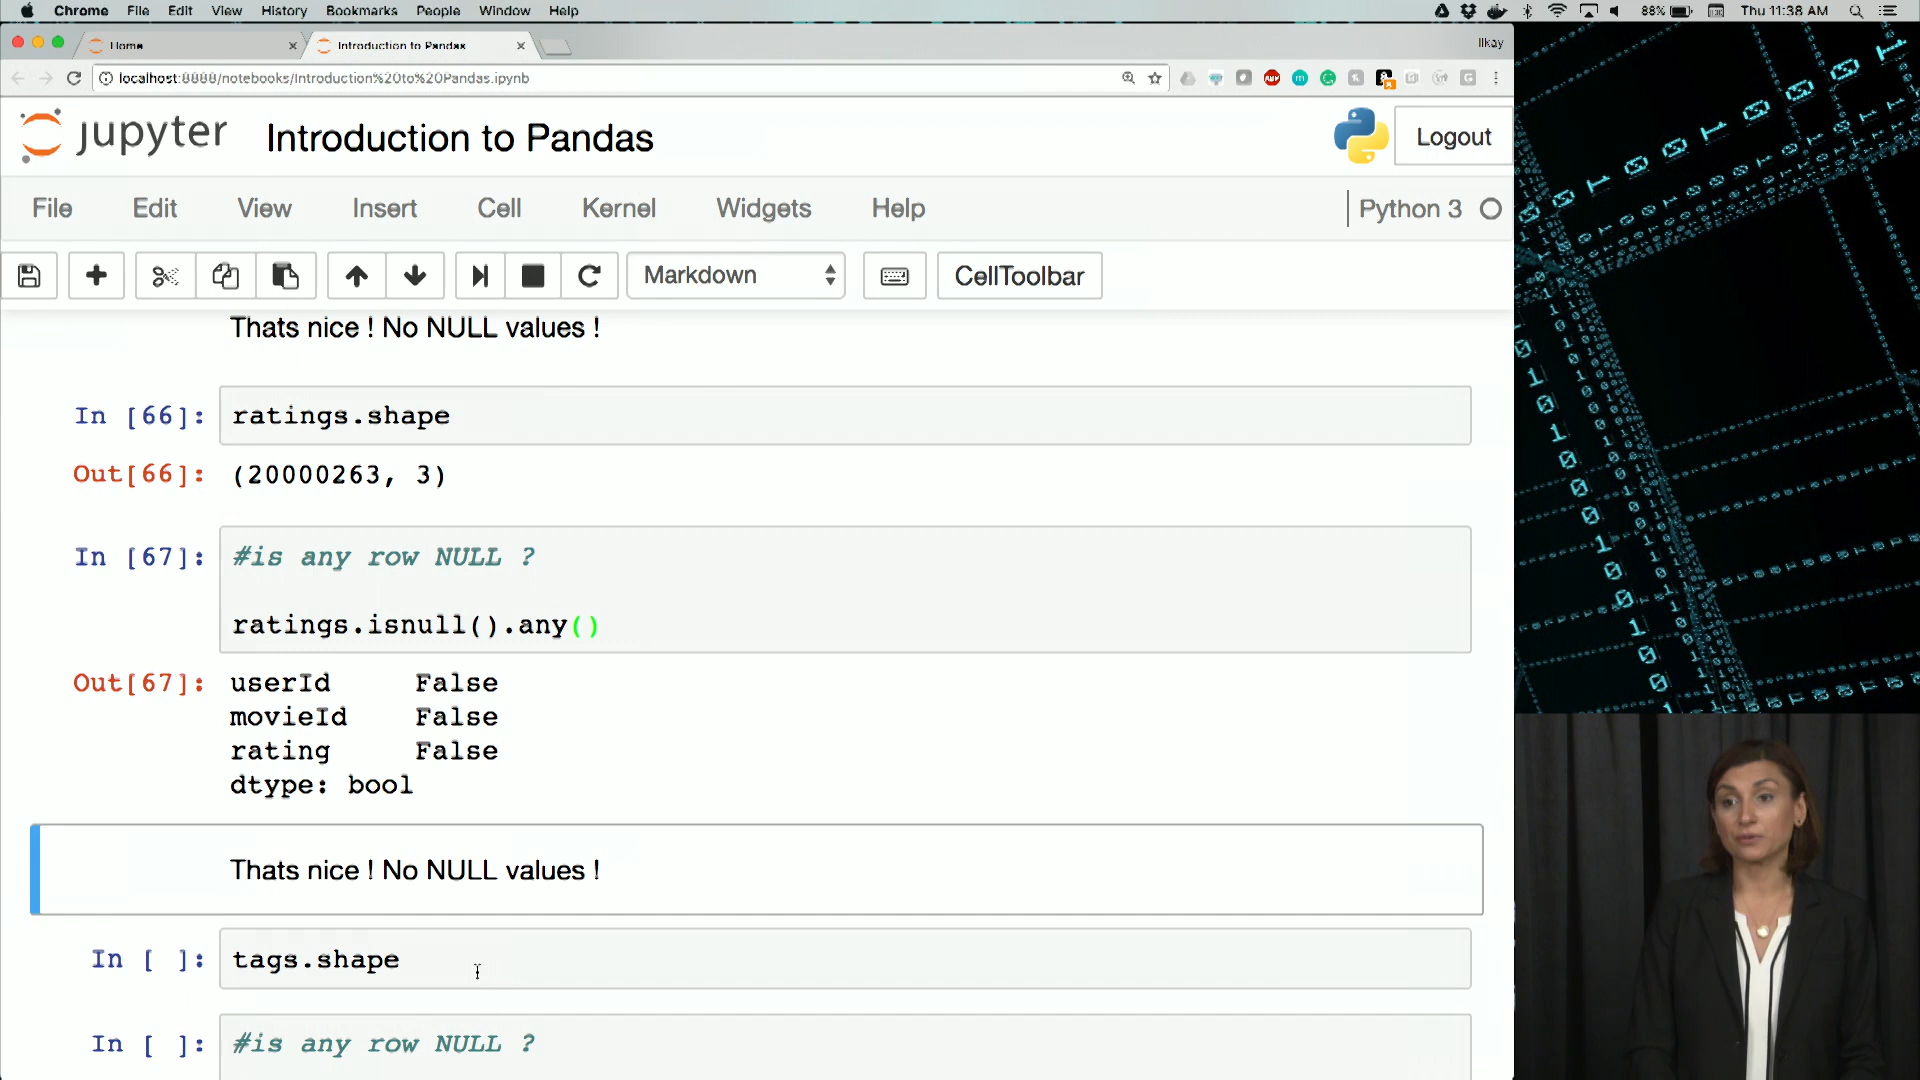 Chrome File Edit View History Bookmarks People Window Help 88% Thu 11:38 AM
Home Introduction to Pandas Ilkay
localhost:8888/notebooks/Introduction%20to%20Pandas.ipynb
jupyter Introduction to Pandas Logout
File Edit View Insert Cell Kernel Widgets Help Python 3
Markdown CellToolbar
Thats nice ! No NULL values !
In [66]: ratings.shape
Out[66]: (20000263, 3)
In [67]: #is any row NULL ?
ratings.isnull().any()
Out[67]: userId False
movieId False
rating False
dtype: bool
Thats nice ! No NULL values !
In [ ]: tags.shape
In [ ]: #is any row NULL ?